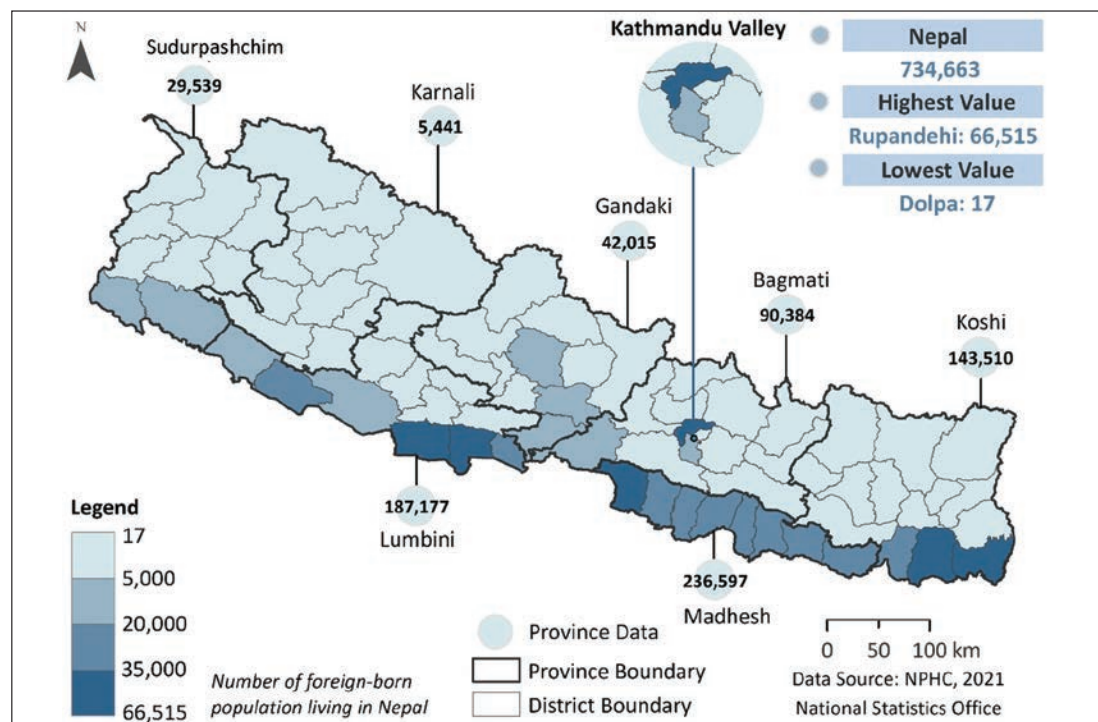 N
Sudurpashchim
29,539
Karnali
5,441
Kathmandu Valley
Nepal
734,663
Highest Value
Rupandehi: 66,515
Lowest Value
Dolpa: 17
Gandaki
42,015
Bagmati
90,384
Koshi
143,510
187,177
Lumbini
236,597
Madhesh
Legend
17
5,000
20,000
35,000
66,515
Number of foreign-born
population living in Nepal
Province Data
Province Boundary
District Boundary
0 50 100 km
Data Source: NPHC, 2021
National Statistics Office